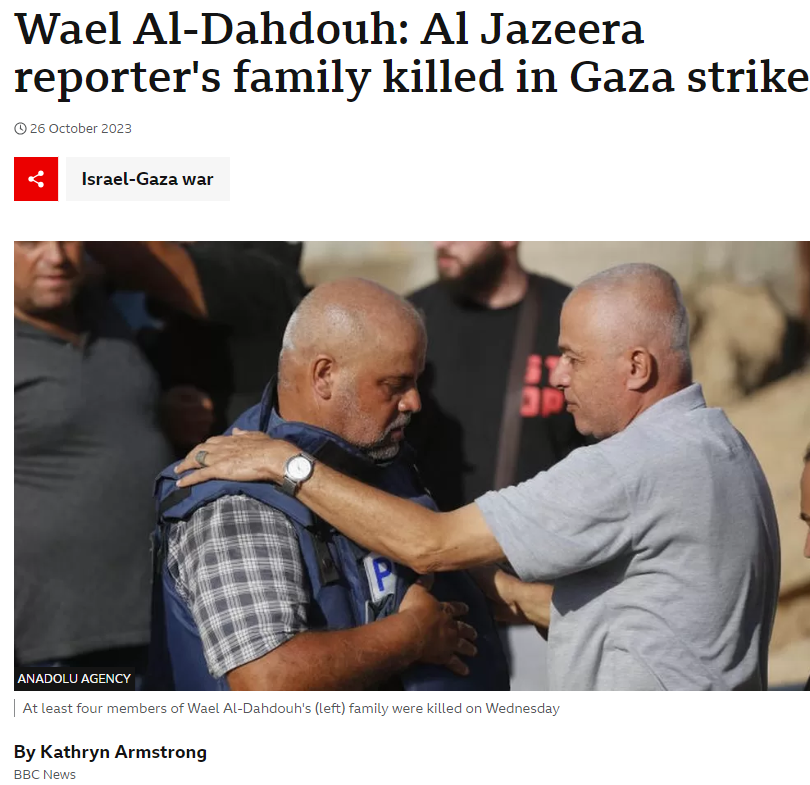 Wael Al-Dahdouh: Al Jazeera
reporter's family killed in Gaza strike
26 October 2023
Israel-Gaza war
P
ANADOLU AGENCY
At least four members of Wael Al-Dahdouh's (left) family were killed on Wednesday
By Kathryn Armstrong
BBC News